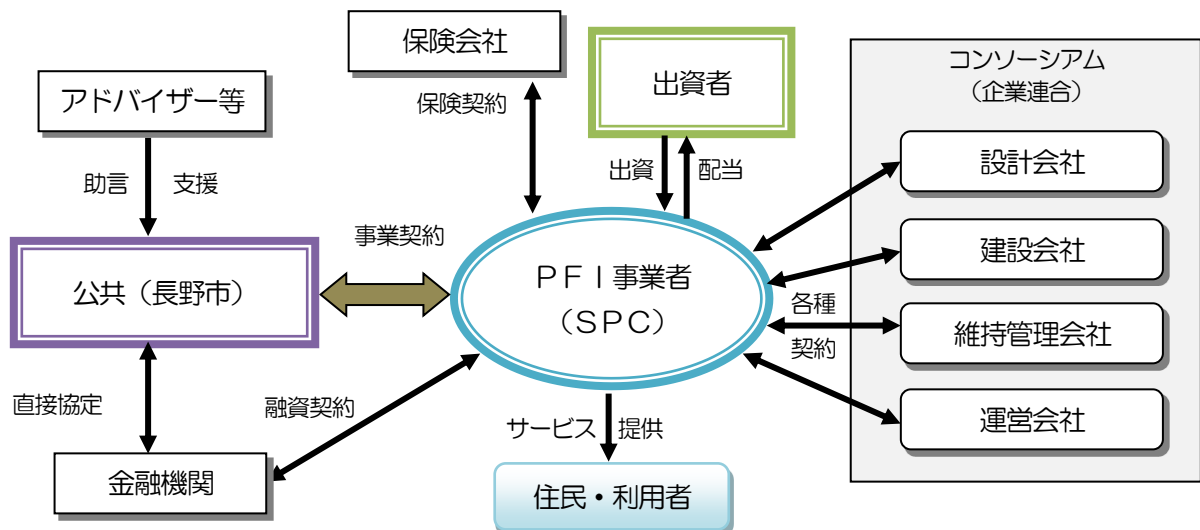 保険会社
出資者
コンソーシアム
（企業連合）
アドバイザー等
保険契約
設計会社
助言 支援
出資 配当
建設会社
事業契約
公共（長野市）
ＰＦＩ事業者
（ＳＰＣ）
各種
契約
維持管理会社
直接協定
融資契約
サービス 提供
運営会社
金融機関
住民・利用者